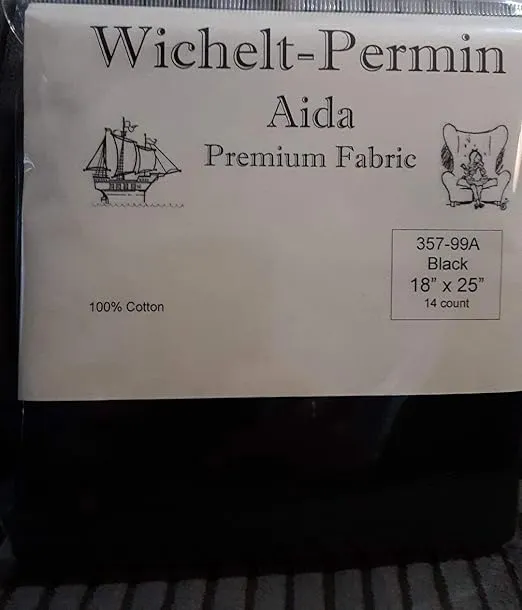 Wichelt-Permin
Aida
Premium Fabric
357-99A
Black
18” x 25”
14 count
100% Cotton